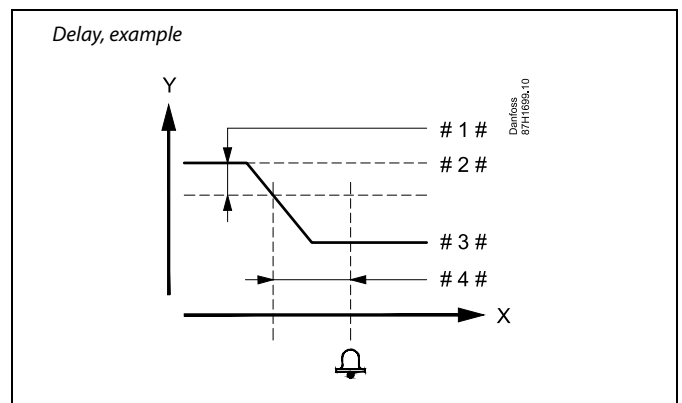 Delay, example
Y
# 1 #
# 2 #
# 3 #
# 4 #
X
Danfoss
87H1699.10